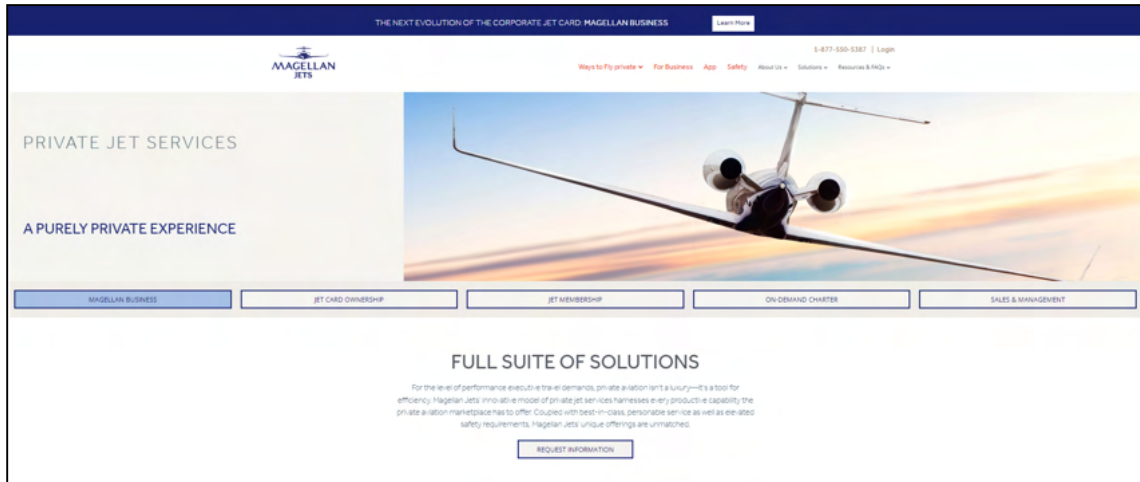 THE NEXT EVOLUTION OF THE CORPORATE JET CARD: MAGELLAN BUSINESS
Learn More
1-877-550-5387 | Login
MAGELLAN
JETS
Ways to Fly private For Business App Safety About Us Solutions Resources & FAQs
PRIVATE JET SERVICES
A PURELY PRIVATE EXPERIENCE
MAGELLAN BUSINESS
JET CARD OWNERSHIP
JET MEMBERSHIP
ON-DEMAND CHARTER
SALES & MANAGEMENT
FULL SUITE OF SOLUTIONS
For the level of performance executive travel demands, private aviation isn't a luxury—it's a tool for
efficiency. Magellan Jets' innovative model of private jet services harnesses every productive capability the
private aviation marketplace has to offer. Coupled with best-in-class, personable service as well as elevated
safety requirements, Magellan Jets' unique offerings are unmatched.
REQUEST INFORMATION